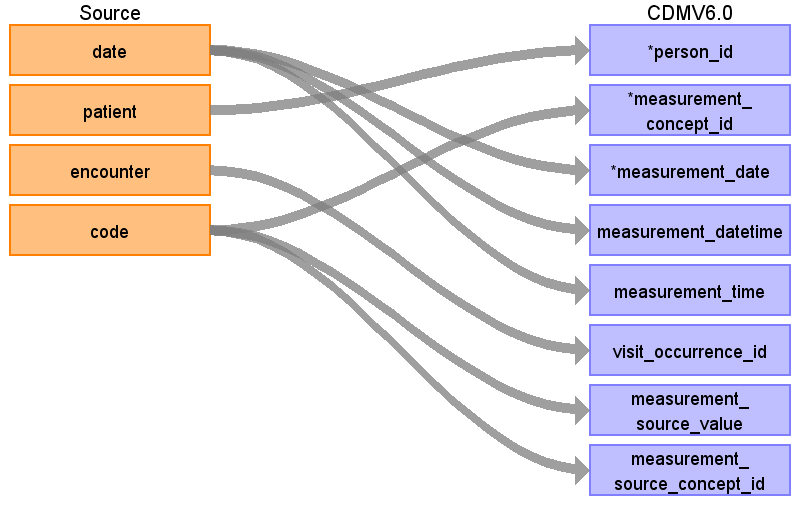 Source
CDMV6.0
date
patient
encounter
code
*person_id
*measurement_
concept_id
*measurement_date
measurement_datetime
measurement_time
visit_occurrence_id
measurement_
source_value
measurement_
source_concept_id